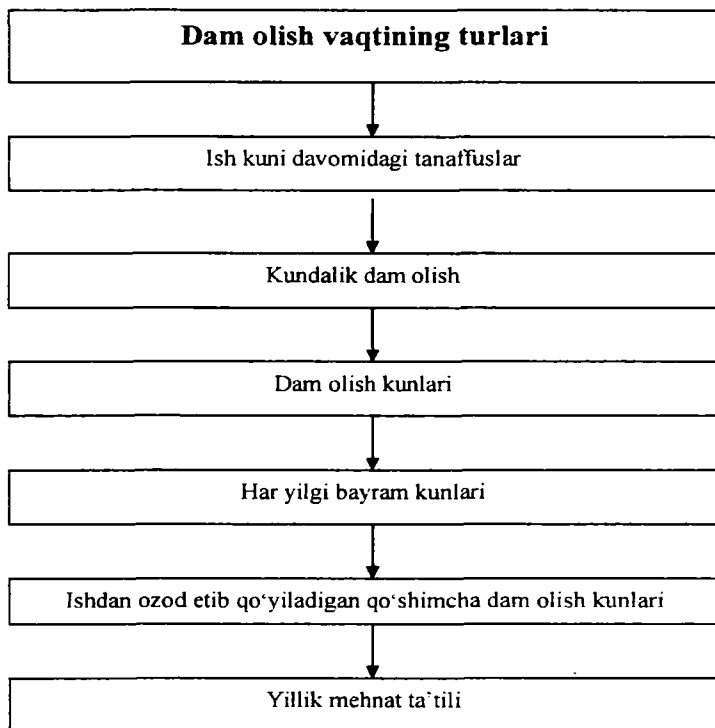 Dam olish vaqtining turlari
Ish kuni davomidagi tanaffuslar
Kundalik dam olish
Dam olish kunlari
Har yilgi bayram kunlari
Ishdan ozod etib qo‘yiladigan qo‘shimcha dam olish kunlari
Yillik mehnat ta’tili